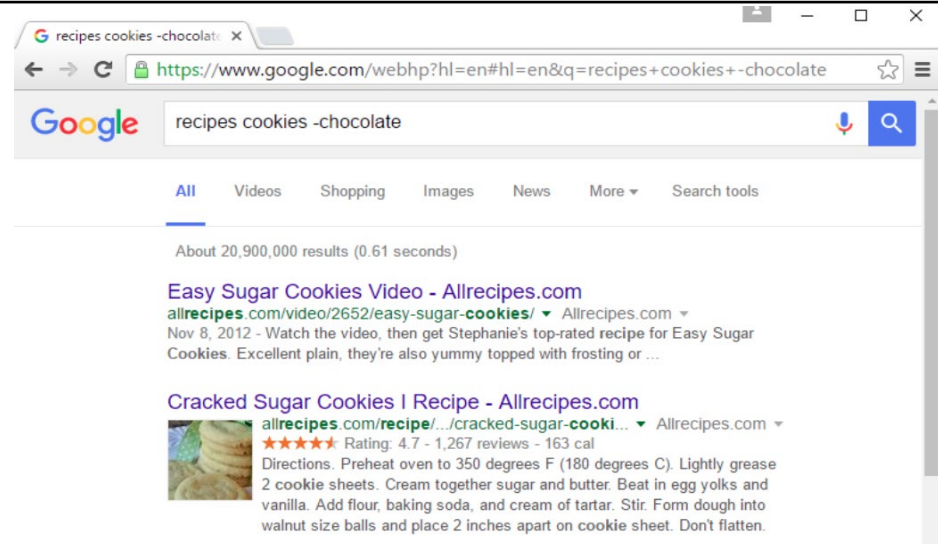 recipes cookies -chocolate
https://www.google.com/webhp?hl=en#hl=en&q=recipes+cookies+-chocolate
Google recipes cookies -chocolate
All Videos Shopping Images News More Search tools
About 20,900,000 results (0.61 seconds)
Easy Sugar Cookies Video - Allrecipes.com
allrecipes.com/video/2652/easy-sugar-cookies/ Allrecipes.com
Nov 8, 2012 - Watch the video, then get Stephanie's top-rated recipe for Easy Sugar
Cookies. Excellent plain, they're also yummy topped with frosting or ...
Cracked Sugar Cookies I Recipe - Allrecipes.com
allrecipes.com/recipe/.../cracked-sugar-cooki... Allrecipes.com
Rating: 4.7 - 1,267 reviews - 163 cal
Directions. Preheat oven to 350 degrees F (180 degrees C). Lightly grease
2 cookie sheets. Cream together sugar and butter. Beat in egg yolks and
vanilla. Add flour, baking soda, and cream of tartar. Stir. Form dough into
walnut size balls and place 2 inches apart on cookie sheet. Don't flatten.